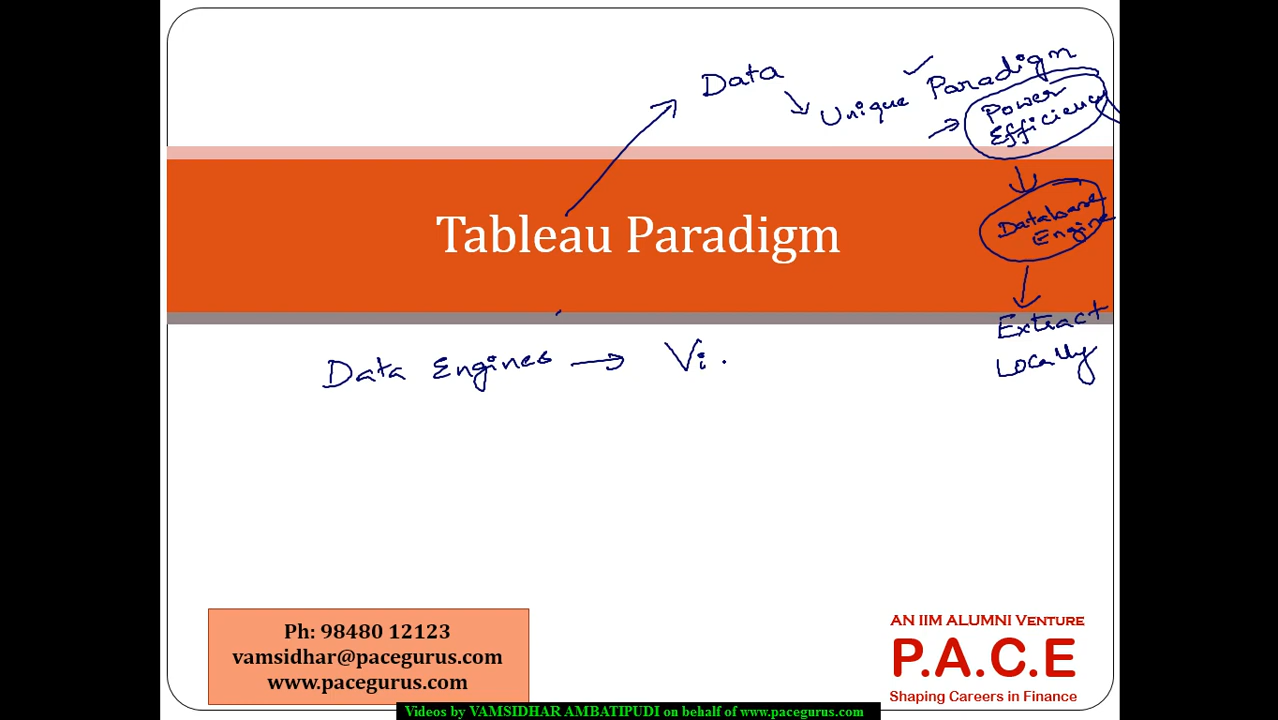 Data
Unique Paradigm
Power
Efficiency
Tableau Paradigm
Database
Engine
Extract
Locally
Data Engines → Vi
Ph: 98480 12123
vamsidhar@pacegurus.com
www.pacegurus.com
AN IIM ALUMNI VENTURE
P.A.C.E
Shaping Careers in Finance
Videos by VAMSIDHAR AMBATIPUDI on behalf of www.pacegurus.com